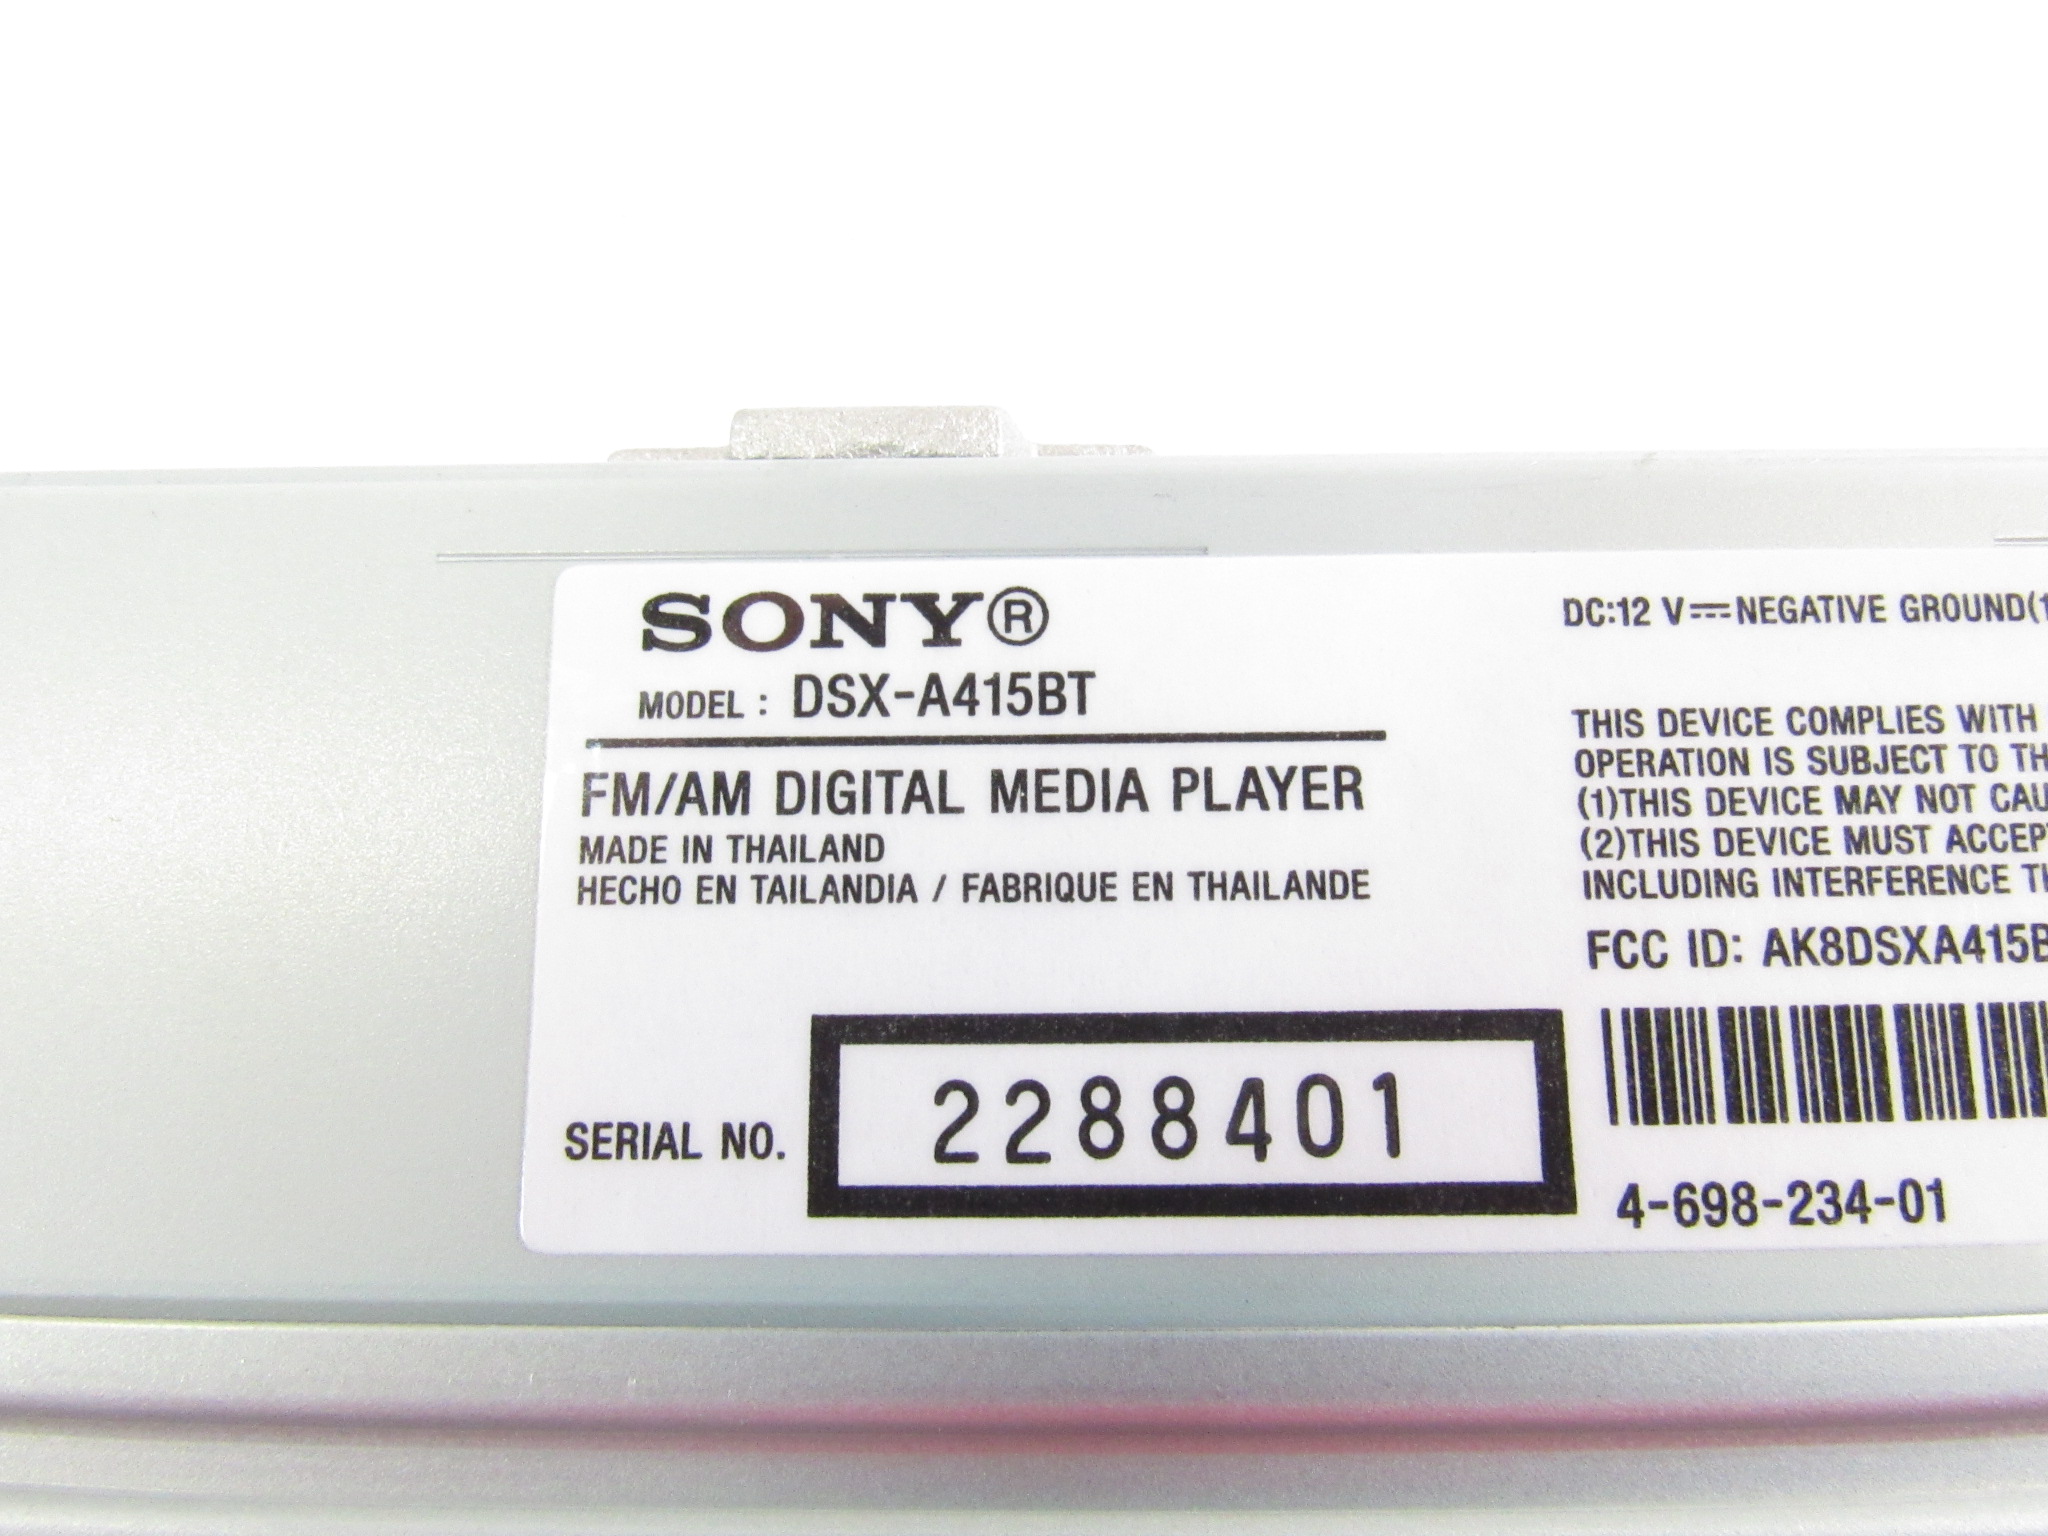 SONY®
MODEL : DSX-A415BT
FM/AM DIGITAL MEDIA PLAYER
MADE IN THAILAND
HECHO EN TAILANDIA / FABRIQUE EN THAILANDE
SERIAL NO. 2288401
DC:12 V⎓NEGATIVE GROUND(1
THIS DEVICE COMPLIES WITH
OPERATION IS SUBJECT TO TH
(1)THIS DEVICE MAY NOT CAU
(2)THIS DEVICE MUST ACCEPT
INCLUDING INTERFERENCE TH
FCC ID: AK8DSXA415B
4-698-234-01